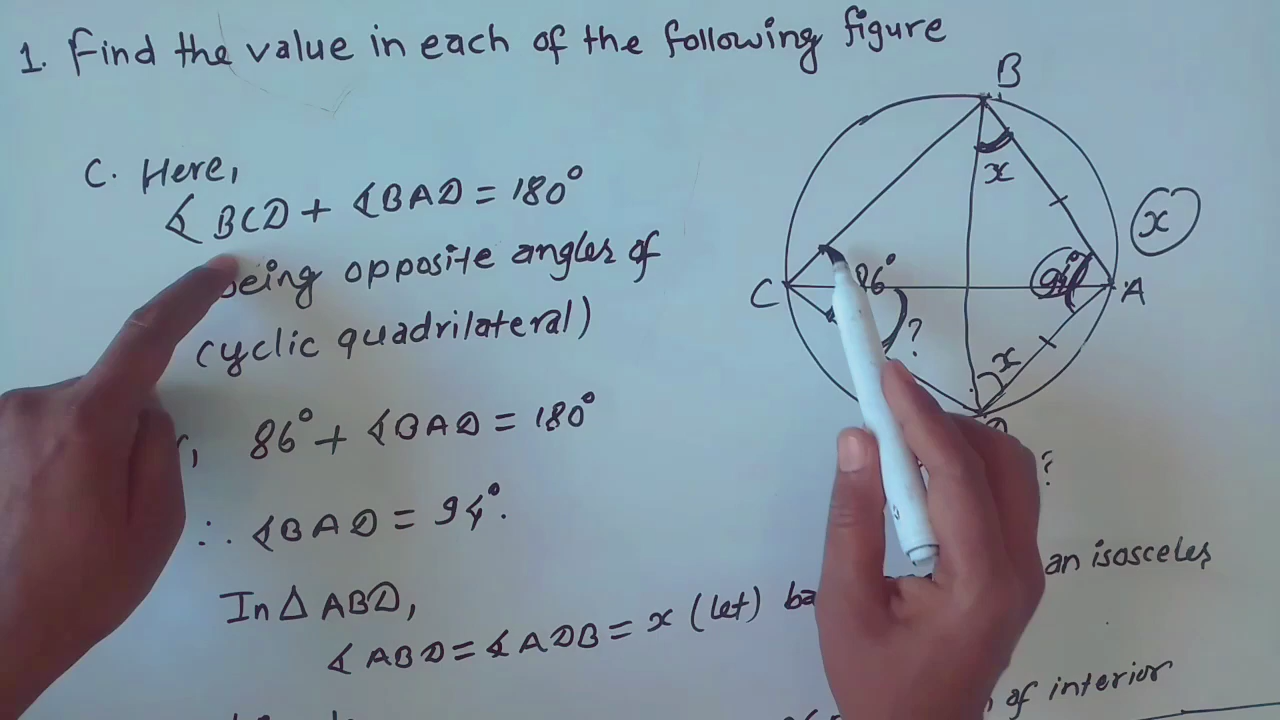 1. Find the value in each of the following figure
C. Here,
∡BCD + ∡BAD = 180°
being opposite angles of
cyclic quadrilateral)
86° + ∡BAD = 180°
∴ ∡BAD = 94°.
In △ ABD,
∡ABD = ∡ADB = x (let)
an isosceles
of interior
B
x
x
C
86°
94°
A
?
x
?